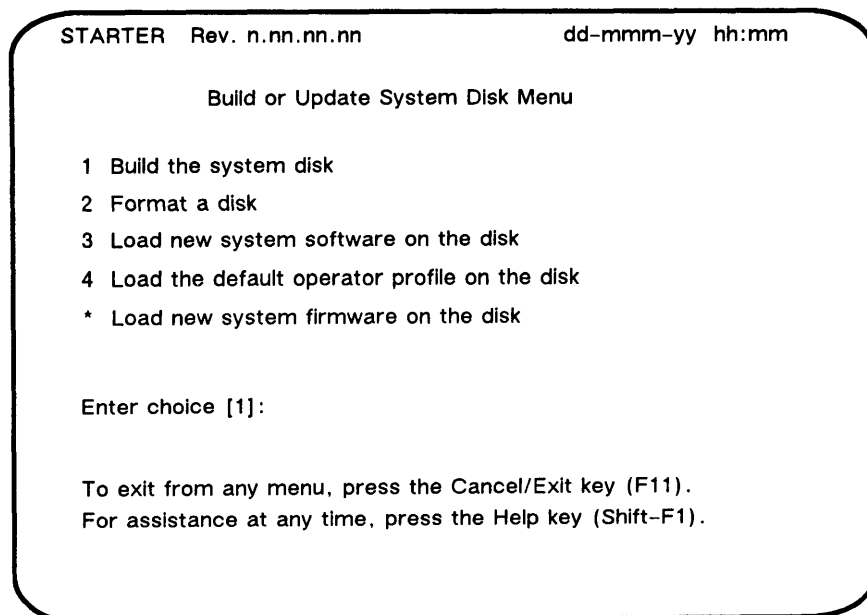 STARTER Rev. n.nn.nn.nn dd-mmm-yy hh:mm
Build or Update System Disk Menu
1 Build the system disk
2 Format a disk
3 Load new system software on the disk
4 Load the default operator profile on the disk
* Load new system firmware on the disk
Enter choice [1]:
To exit from any menu, press the Cancel/Exit key (F11).
For assistance at any time, press the Help key (Shift-F1).